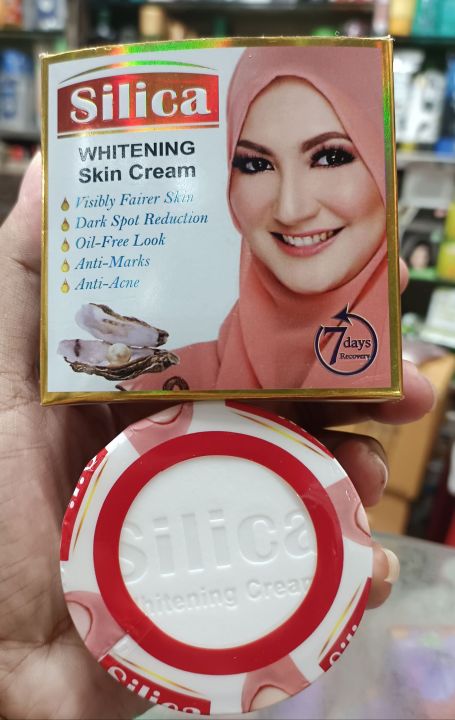 Silica
WHITENING
Skin Cream
Visibly Fairer Skin
Dark Spot Reduction
Oil-Free Look
Anti-Marks
Anti-Acne
7 days
Recovery
Silica
Whitening Cream
Silica